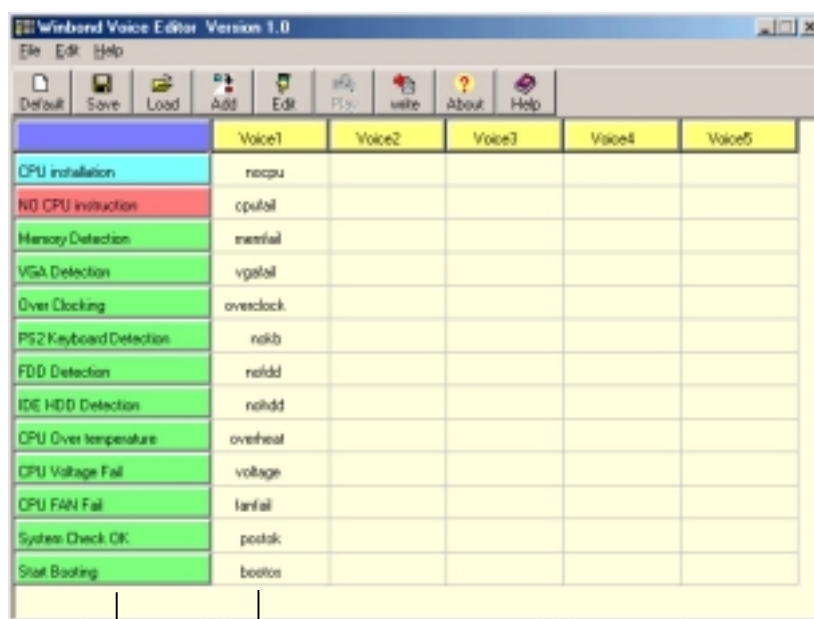 Winbond Voice Editor Version 1.0
File Edit Help
Default Save Load Add Edit Play write About Help
Voice1 Voice2 Voice3 Voice4 Voice5
CPU installation nocpu
NO CPU instruction cpufail
Memory Detection memfail
VGA Detection vgafail
Over Clocking overclock
PS2 Keyboard Detection nokb
FDD Detection nofdd
IDE HDD Detection nohdd
CPU Over temperature overheat
CPU Voltage Fail voltage
CPU FAN Fail fanfail
System Check OK postok
Start Booting bootos